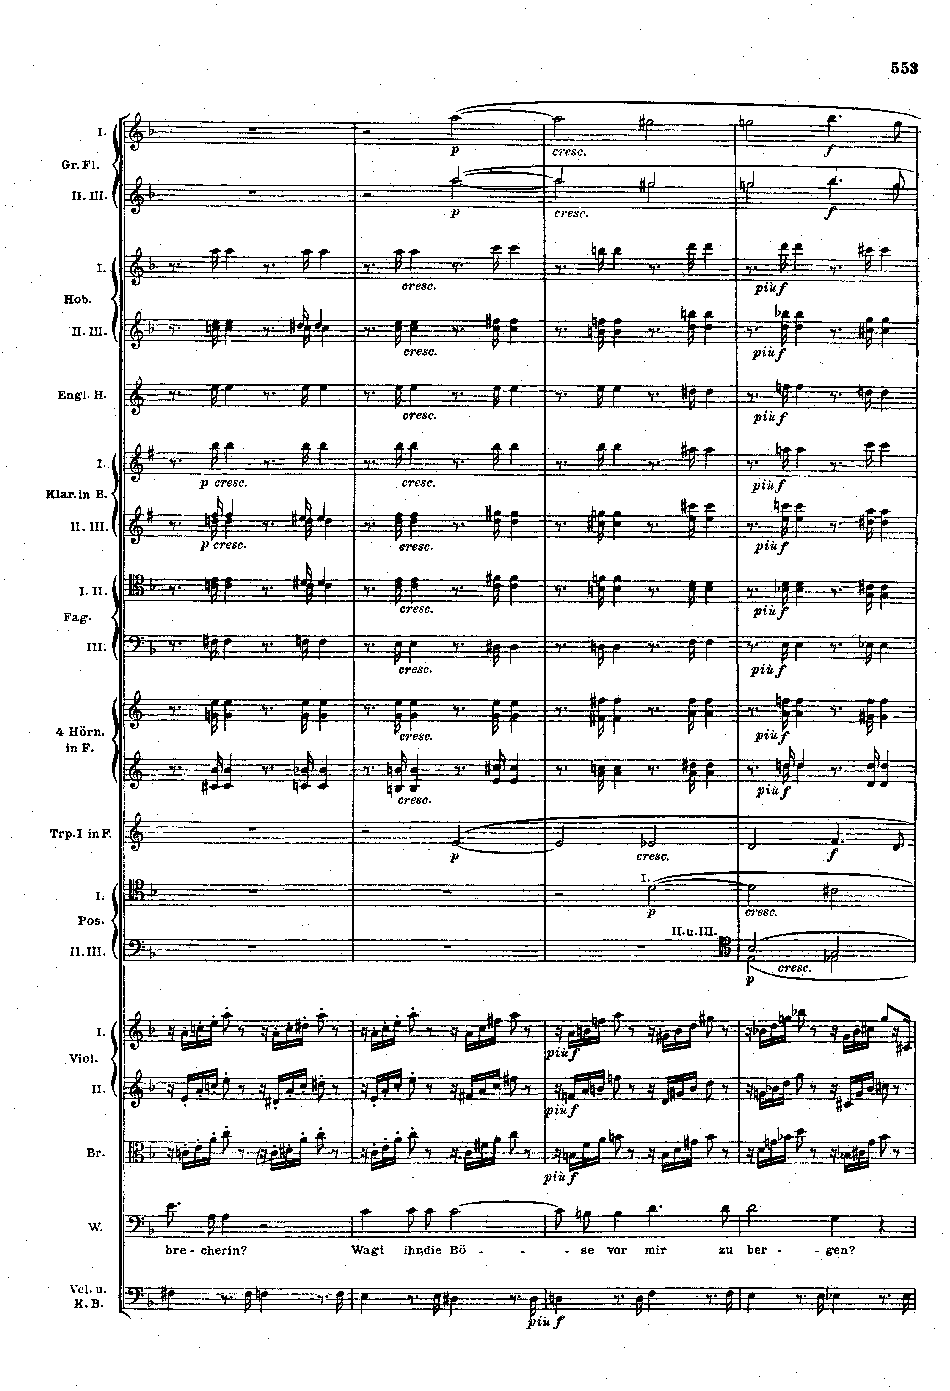 553
I.
Gr. Fl.
p cresc. f
II. III.
p cresc. f
I.
cresc. più f
Hob.
II. III.
cresc. più f
Engl. H.
cresc. più f
I.
p cresc. cresc. più f
Klar. in B.
II. III.
p cresc. cresc. più f
I. II.
cresc. più f
Fag.
III.
cresc. più f
4 Hörn.
in F.
cresc. più f
cresc. più f
Trp. I in F.
p cresc. f
I.
I.
p cresc.
Pos.
II. III.
II. u. III.
cresc.
p
I.
più f
Viol.
II.
più f
Br.
più f
W.
bre - cherin? Wagt ihr, die Bö - - - se vor mir zu ber - - gen?
Vcl. u.
K. B.
più f